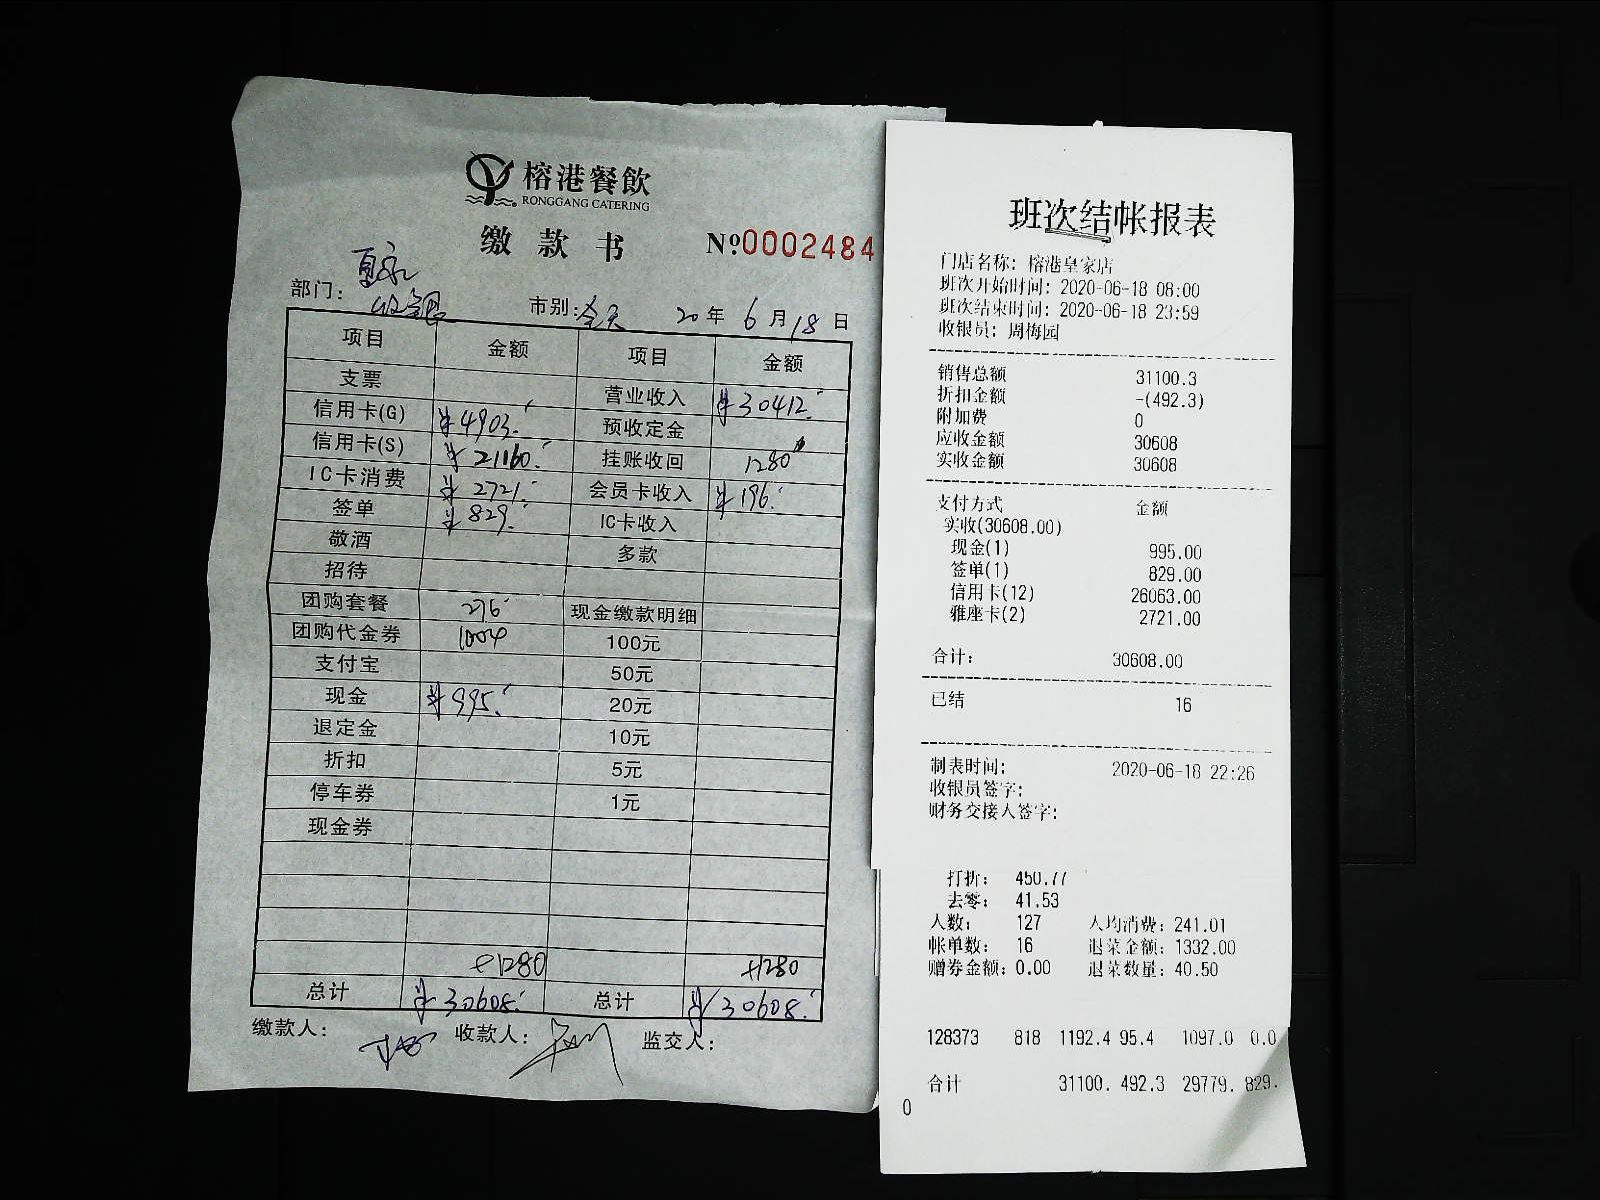 榕港餐飲
RONGGANG CATERING
缴款书 №0002484
部门： 收银 市别：全天 20年6月18日
项目 金额 项目 金额
支票 营业收入 ¥30412.
信用卡(G) ¥4903. 预收定金
信用卡(S) ¥21160. 挂账收回 1280
IC卡消费 ¥2721. 会员卡收入 ¥196.
签单 ¥829. IC卡收入
敬酒 多款
招待
团购套餐 276 现金缴款明细
团购代金券 1004 100元
支付宝 50元
现金 ¥995. 20元
退定金 10元
折扣 5元
停车券 1元
现金券
+1280 +1280
总计 ¥30608. 总计 ¥30608.
缴款人： 收款人： 监交人：
班次结帐报表
门店名称：榕港皇家店
班次开始时间：2020-06-18 08:00
班次结束时间：2020-06-18 23:59
收银员：周梅园
销售总额 31100.3
折扣金额 -(492.3)
附加费 0
应收金额 30608
实收金额 30608
支付方式 金额
实收(30608.00)
现金(1) 995.00
签单(1) 829.00
信用卡(12) 26063.00
雅座卡(2) 2721.00
合计： 30608.00
已结 16
制表时间： 2020-06-18 22:26
收银员签字：
财务交接人签字：
打折： 450.77
去零： 41.53
人数： 127 人均消费：241.01
帐单数： 16 退菜金额：1332.00
赠券金额：0.00 退菜数量：40.50
128373 818 1192.4 95.4 1097.0 0.0
合计 31100. 492.3 29779. 829.
0